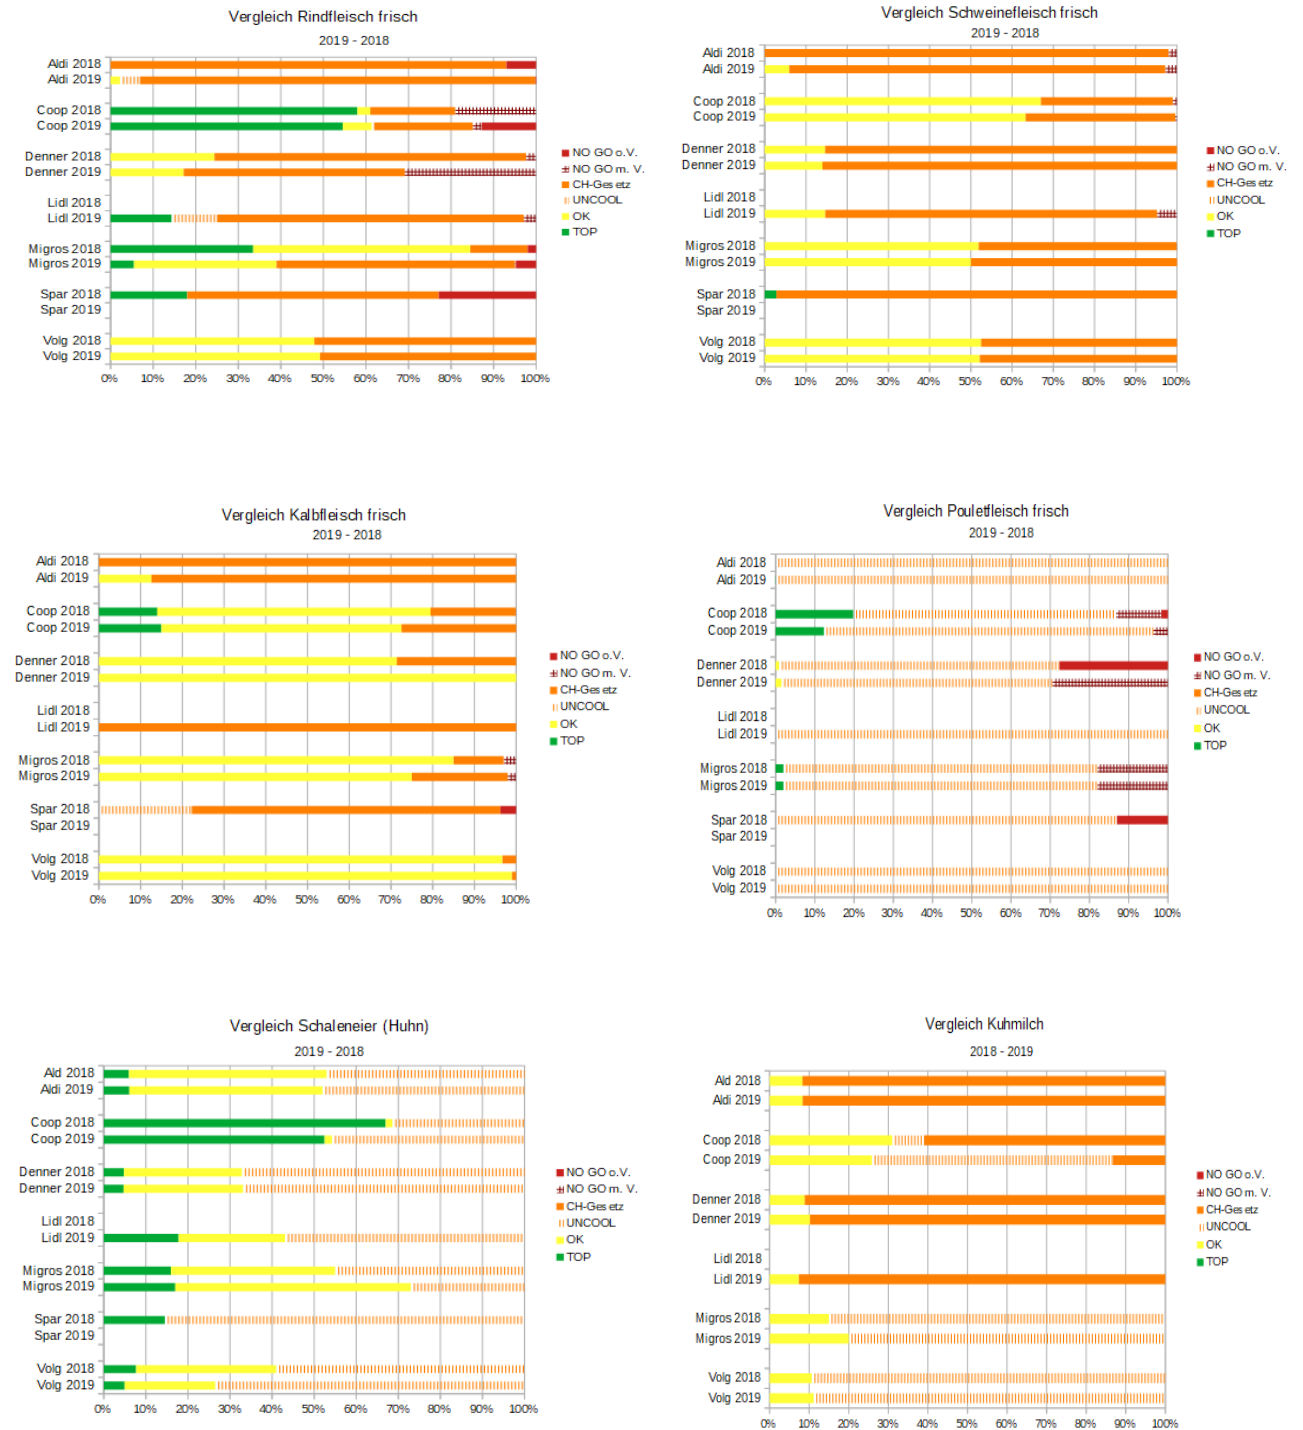 Vergleich Rindfleisch frisch
2019 - 2018
Aldi 2018
Aldi 2019
Coop 2018
Coop 2019
Denner 2018
Denner 2019
Lidl 2018
Lidl 2019
Migros 2018
Migros 2019
Spar 2018
Spar 2019
Volg 2018
Volg 2019
0% 10% 20% 30% 40% 50% 60% 70% 80% 90% 100%
NO GO o.V.
NO GO m. V.
CH-Gesetz
UNCOOL
OK
TOP
Vergleich Schweinefleisch frisch
2019 - 2018
Aldi 2018
Aldi 2019
Coop 2018
Coop 2019
Denner 2018
Denner 2019
Lidl 2018
Lidl 2019
Migros 2018
Migros 2019
Spar 2018
Spar 2019
Volg 2018
Volg 2019
0% 10% 20% 30% 40% 50% 60% 70% 80% 90% 100%
NO GO o.V.
NO GO m. V.
CH-Gesetz
UNCOOL
OK
TOP
Vergleich Kalbfleisch frisch
2019 - 2018
Aldi 2018
Aldi 2019
Coop 2018
Coop 2019
Denner 2018
Denner 2019
Lidl 2018
Lidl 2019
Migros 2018
Migros 2019
Spar 2018
Spar 2019
Volg 2018
Volg 2019
0% 10% 20% 30% 40% 50% 60% 70% 80% 90% 100%
NO GO o.V.
NO GO m. V.
CH-Gesetz
UNCOOL
OK
TOP
Vergleich Pouletfleisch frisch
2019 - 2018
Aldi 2018
Aldi 2019
Coop 2018
Coop 2019
Denner 2018
Denner 2019
Lidl 2018
Lidl 2019
Migros 2018
Migros 2019
Spar 2018
Spar 2019
Volg 2018
Volg 2019
0% 10% 20% 30% 40% 50% 60% 70% 80% 90% 100%
NO GO o.V.
NO GO m. V.
CH-Gesetz
UNCOOL
OK
TOP
Vergleich Schaleneier (Huhn)
2019 - 2018
Ald 2018
Aldi 2019
Coop 2018
Coop 2019
Denner 2018
Denner 2019
Lidl 2018
Lidl 2019
Migros 2018
Migros 2019
Spar 2018
Spar 2019
Volg 2018
Volg 2019
0% 10% 20% 30% 40% 50% 60% 70% 80% 90% 100%
NO GO o.V.
NO GO m. V.
CH-Gesetz
UNCOOL
OK
TOP
Vergleich Kuhmilch
2018 - 2019
Ald 2018
Aldi 2019
Coop 2018
Coop 2019
Denner 2018
Denner 2019
Lidl 2018
Lidl 2019
Migros 2018
Migros 2019
Volg 2018
Volg 2019
0% 10% 20% 30% 40% 50% 60% 70% 80% 90% 100%
NO GO o.V.
NO GO m. V.
CH-Gesetz
UNCOOL
OK
TOP